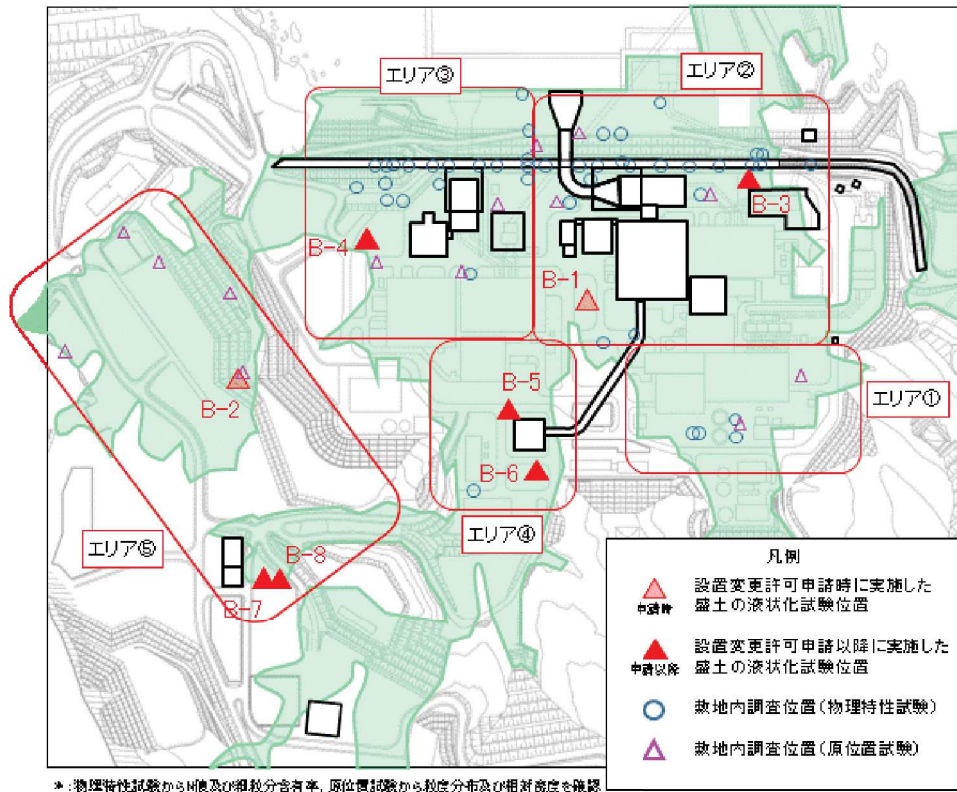 エリア③
エリア②
B-3
B-4
B-1
B-5
B-2
エリア①
B-6
エリア④
エリア⑤
B-8
B-7
凡例
申請時
設置変更許可申請時に実施した
盛土の液状化試験位置
申請以降
設置変更許可申請以降に実施した
盛土の液状化試験位置
敷地内調査位置(物理特性試験)
敷地内調査位置(原位置試験)
*:物理特性試験からN値及び細粒分含有率,原位置試験から粒度分布及び相対密度を確認